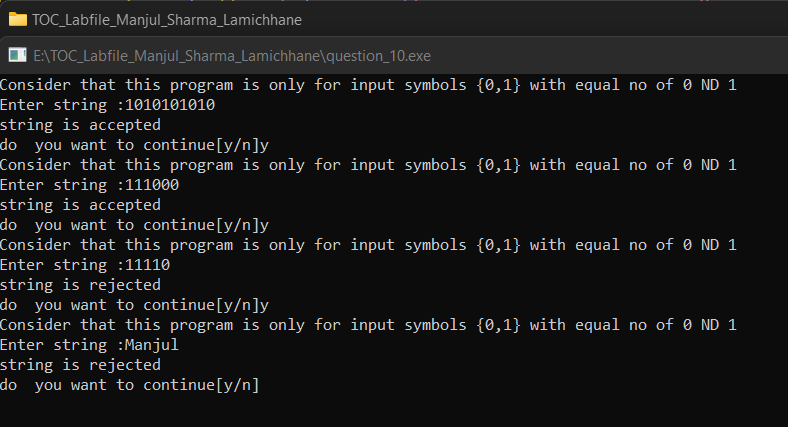 TOC_Labfile_Manjul_Sharma_Lamichhane
E:\TOC_Labfile_Manjul_Sharma_Lamichhane\question_10.exe
Consider that this program is only for input symbols {0,1} with equal no of 0 ND 1
Enter string :1010101010
string is accepted
do  you want to continue[y/n]y
Consider that this program is only for input symbols {0,1} with equal no of 0 ND 1
Enter string :111000
string is accepted
do  you want to continue[y/n]y
Consider that this program is only for input symbols {0,1} with equal no of 0 ND 1
Enter string :11110
string is rejected
do  you want to continue[y/n]y
Consider that this program is only for input symbols {0,1} with equal no of 0 ND 1
Enter string :Manjul
string is rejected
do  you want to continue[y/n]